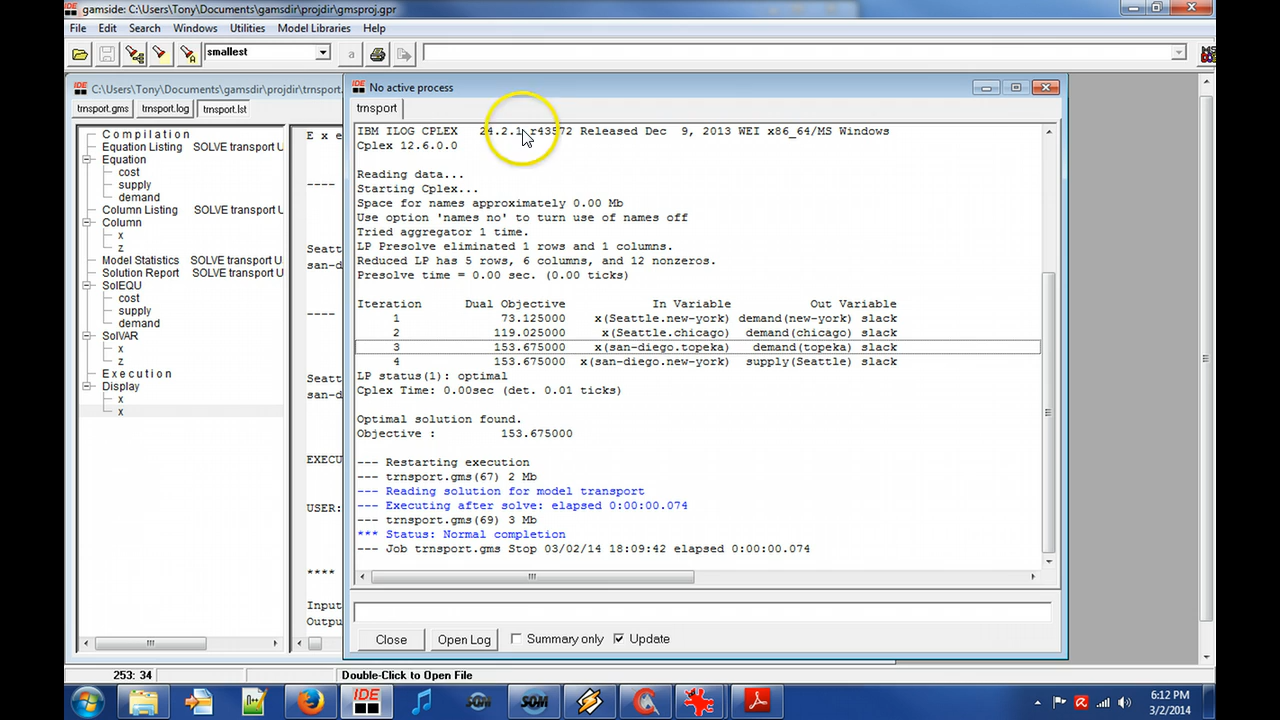 gamside: C:\Users\Tony\Documents\gamsdir\projdir\gmsproj.gpr
File Edit Search Windows Utilities Model Libraries Help
smallest
a
C:\Users\Tony\Documents\gamsdir\projdir\trnsport.
trnsport.gms trnsport.log trnsport.lst
Compilation
Equation Listing SOLVE transport U
Equation
cost
supply
demand
Column Listing SOLVE transport U
Column
x
z
Model Statistics SOLVE transport U
Solution Report SOLVE transport U
SolEQU
cost
supply
demand
SolVAR
x
z
Execution
Display
x
x
E x e
----
Seattl
san-d
----
Seattl
san-d
EXECU
USER:
****
Input
Outpu
No active process
trnsport
IBM ILOG CPLEX 24.2.1 r43572 Released Dec 9, 2013 WEI x86_64/MS Windows
Cplex 12.6.0.0
Reading data...
Starting Cplex...
Space for names approximately 0.00 Mb
Use option 'names no' to turn use of names off
Tried aggregator 1 time.
LP Presolve eliminated 1 rows and 1 columns.
Reduced LP has 5 rows, 6 columns, and 12 nonzeros.
Presolve time = 0.00 sec. (0.00 ticks)
Iteration Dual Objective In Variable Out Variable
1 73.125000 x(Seattle.new-york) demand(new-york) slack
2 119.025000 x(Seattle.chicago) demand(chicago) slack
3 153.675000 x(san-diego.topeka) demand(topeka) slack
4 153.675000 x(san-diego.new-york) supply(Seattle) slack
LP status(1): optimal
Cplex Time: 0.00sec (det. 0.01 ticks)
Optimal solution found.
Objective : 153.675000
--- Restarting execution
--- trnsport.gms(67) 2 Mb
--- Reading solution for model transport
--- Executing after solve: elapsed 0:00:00.074
--- trnsport.gms(69) 3 Mb
*** Status: Normal completion
--- Job trnsport.gms Stop 03/02/14 18:09:42 elapsed 0:00:00.074
Close Open Log Summary only Update
253: 34 Double-Click to Open File
IDE
SOM
6:12 PM
3/2/2014